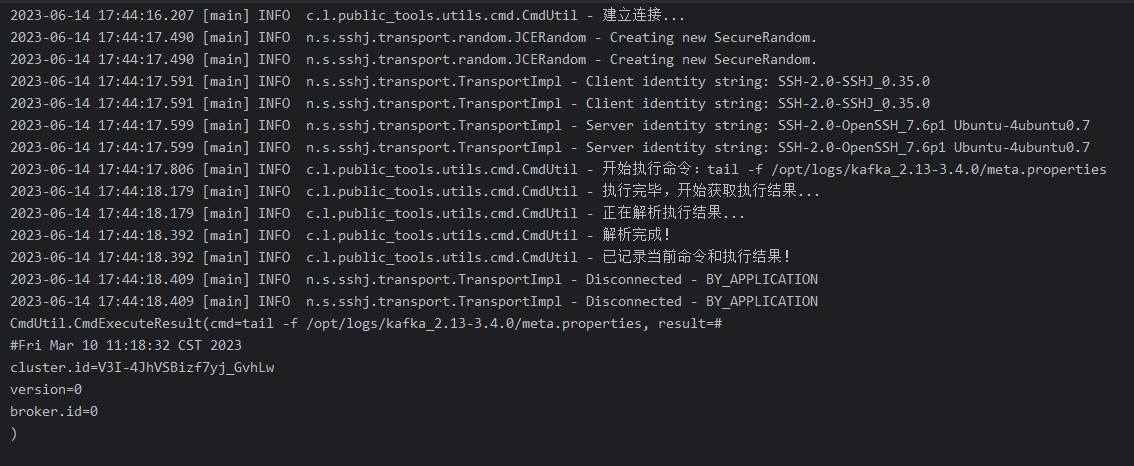 2023-06-14 17:44:16.207 [main] INFO  c.l.public_tools.utils.cmd.CmdUtil - 建立连接...
2023-06-14 17:44:17.490 [main] INFO  n.s.sshj.transport.random.JCERandom - Creating new SecureRandom.
2023-06-14 17:44:17.490 [main] INFO  n.s.sshj.transport.random.JCERandom - Creating new SecureRandom.
2023-06-14 17:44:17.591 [main] INFO  n.s.sshj.transport.TransportImpl - Client identity string: SSH-2.0-SSHJ_0.35.0
2023-06-14 17:44:17.591 [main] INFO  n.s.sshj.transport.TransportImpl - Client identity string: SSH-2.0-SSHJ_0.35.0
2023-06-14 17:44:17.599 [main] INFO  n.s.sshj.transport.TransportImpl - Server identity string: SSH-2.0-OpenSSH_7.6p1 Ubuntu-4ubuntu0.7
2023-06-14 17:44:17.599 [main] INFO  n.s.sshj.transport.TransportImpl - Server identity string: SSH-2.0-OpenSSH_7.6p1 Ubuntu-4ubuntu0.7
2023-06-14 17:44:17.806 [main] INFO  c.l.public_tools.utils.cmd.CmdUtil - 开始执行命令：tail -f /opt/logs/kafka_2.13-3.4.0/meta.properties
2023-06-14 17:44:18.179 [main] INFO  c.l.public_tools.utils.cmd.CmdUtil - 执行完毕，开始获取执行结果...
2023-06-14 17:44:18.179 [main] INFO  c.l.public_tools.utils.cmd.CmdUtil - 正在解析执行结果...
2023-06-14 17:44:18.392 [main] INFO  c.l.public_tools.utils.cmd.CmdUtil - 解析完成！
2023-06-14 17:44:18.392 [main] INFO  c.l.public_tools.utils.cmd.CmdUtil - 已记录当前命令和执行结果！
2023-06-14 17:44:18.409 [main] INFO  n.s.sshj.transport.TransportImpl - Disconnected - BY_APPLICATION
2023-06-14 17:44:18.409 [main] INFO  n.s.sshj.transport.TransportImpl - Disconnected - BY_APPLICATION
CmdUtil.CmdExecuteResult(cmd=tail -f /opt/logs/kafka_2.13-3.4.0/meta.properties, result=#
#Fri Mar 10 11:18:32 CST 2023
cluster.id=V3I-4JhVSBizf7yj_GvhLw
version=0
broker.id=0
)